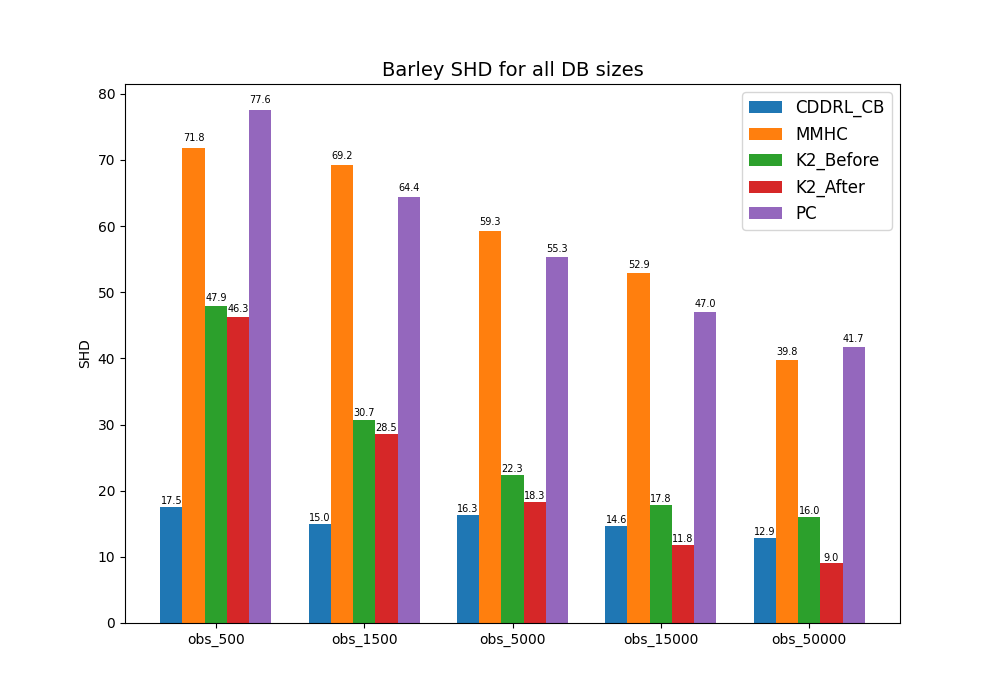 Barley SHD for all DB sizes
CDDRL_CB
MMHC
K2_Before
K2_After
PC
SHD
80
70
60
50
40
30
20
10
0
17.5 71.8 47.9 46.3 77.6
15.0 69.2 30.7 28.5 64.4
16.3 59.3 22.3 18.3 55.3
14.6 52.9 17.8 11.8 47.0
12.9 39.8 16.0 9.0 41.7
obs_500 obs_1500 obs_5000 obs_15000 obs_50000